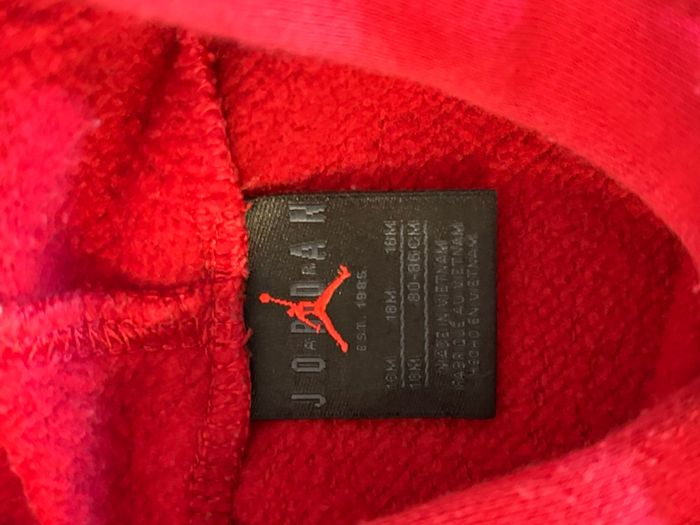 JORDAN
EST. 1985.
18M 18M 18M
18M 80-86CM
MADE IN VIETNAM
FABRIQUÉ AU VIETNAM
HECHO EN VIETNAM